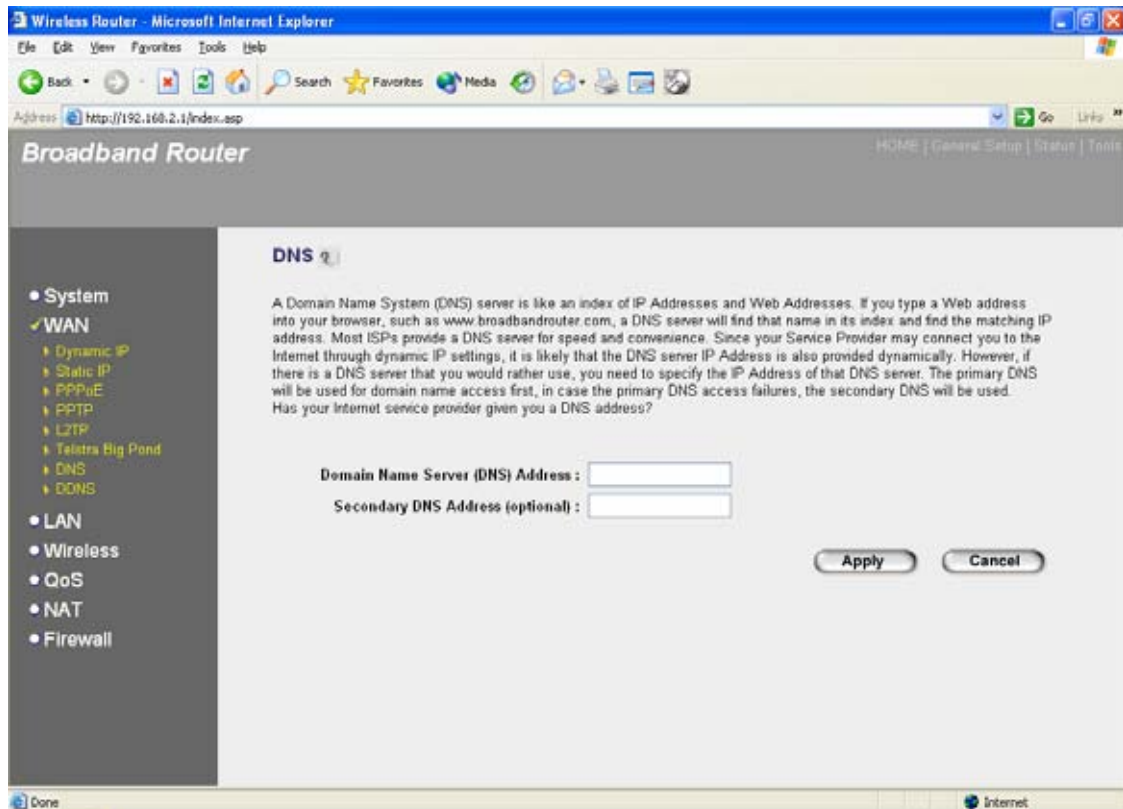 Wireless Router - Microsoft Internet Explorer
File Edit View Favorites Tools Help
Back Search Favorites Media
Address http://192.168.2.1/index.asp Go Links »
Broadband Router
HOME | General Setup | Status | Tools
DNS
A Domain Name System (DNS) server is like an index of IP Addresses and Web Addresses. If you type a Web address
into your browser, such as www.broadbandrouter.com, a DNS server will find that name in its index and find the matching IP
address. Most ISPs provide a DNS server for speed and convenience. Since your Service Provider may connect you to the
Internet through dynamic IP settings, it is likely that the DNS server IP Address is also provided dynamically. However, if
there is a DNS server that you would rather use, you need to specify the IP Address of that DNS server. The primary DNS
will be used for domain name access first, in case the primary DNS access failures, the secondary DNS will be used.
Has your Internet service provider given you a DNS address?
System
WAN
Dynamic IP
Static IP
PPPoE
PPTP
L2TP
Telstra Big Pond
DNS
DDNS
LAN
Wireless
QoS
NAT
Firewall
Domain Name Server (DNS) Address :
Secondary DNS Address (optional) :
Apply Cancel
Done Internet